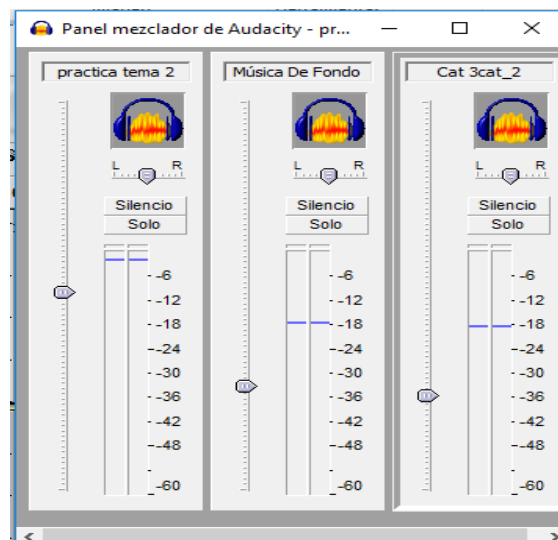 Panel mezclador de Audacity - pr...
practica tema 2
L R
Silencio
Solo
-6
-12
-18
-24
-30
-36
-42
-48
-60
Música De Fondo
L R
Silencio
Solo
-6
-12
-18
-24
-30
-36
-42
-48
-60
Cat 3cat_2
L R
Silencio
Solo
-6
-12
-18
-24
-30
-36
-42
-48
-60